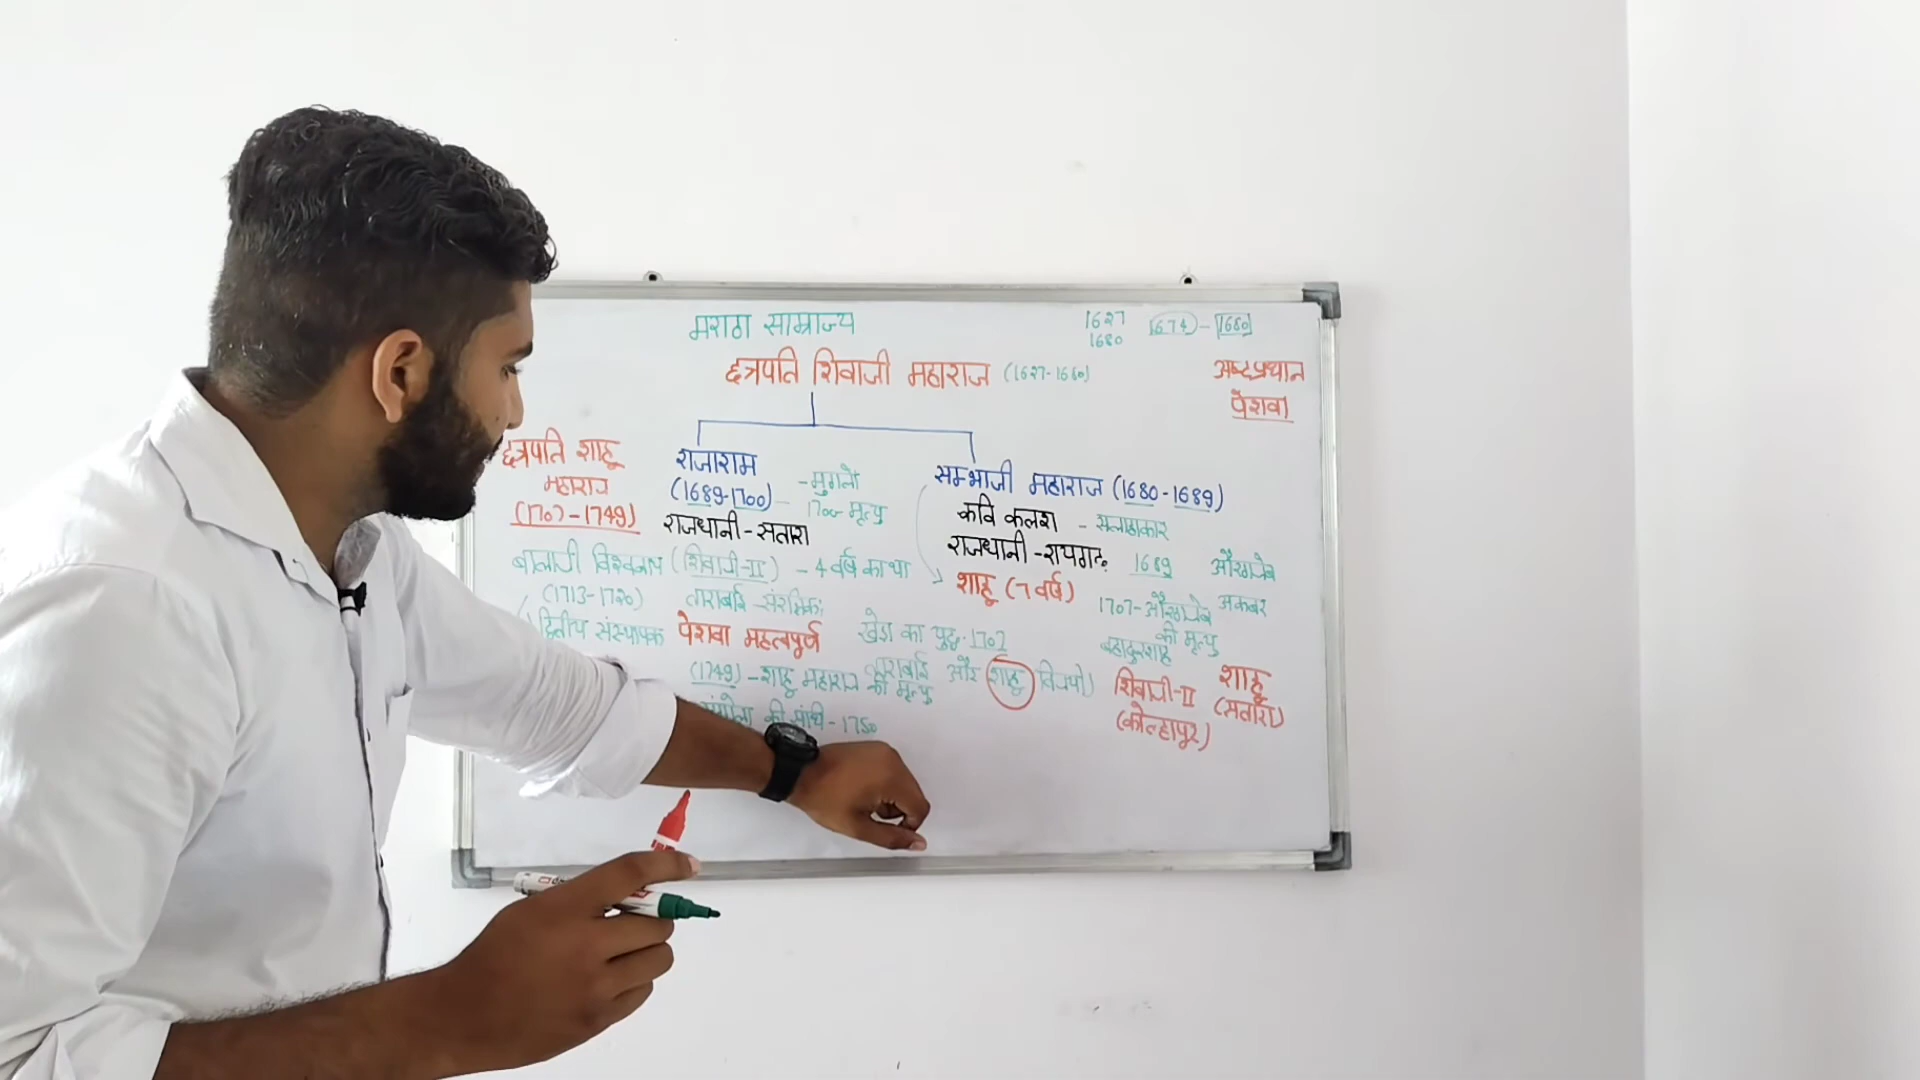 मराठा साम्राज्य
1627
1680
1674 - 1680
छत्रपति शिवाजी महाराज (1627-1680)
अष्टप्रधान
पेशवा
छत्रपति शाहू
महाराज
(1707-1749)
राजाराम
(1689-1700)
- मुगलो
- 1700 मृत्यु
राजधानी - सतारा
सम्भाजी महाराज (1680-1689)
कवि कलश - सलाहाकार
राजधानी - रायगढ़
शाहू (7 वर्ष)
1689
औरंगजेब
अकबर
बालाजी विश्वनाथ
(1713-1720)
द्वितीय संस्थापक
(शिवाजी-II) - 4 वर्ष का था
ताराबाई - संरक्षिका
पेशवा महत्वपूर्ण
खेडा का युद्ध - 1707
ताराबाई और शाहू विजयी)
1707 - औरंगजेब
की मृत्यु
बहादुरशाह
शिवाजी-II
(कोल्हापुर)
शाहू
(सतारा)
(1749) - शाहू महाराज की मृत्यु
की संधि - 1750